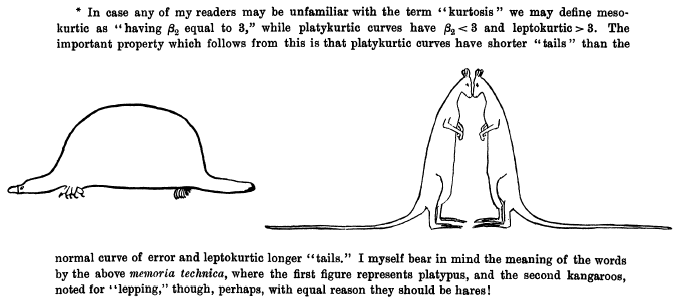 * In case any of my readers may be unfamiliar with the term "kurtosis" we may define meso-
kurtic as "having β₂ equal to 3," while platykurtic curves have β₂ < 3 and leptokurtic > 3. The
important property which follows from this is that platykurtic curves have shorter "tails" than the
normal curve of error and leptokurtic longer "tails." I myself bear in mind the meaning of the words
by the above memoria technica, where the first figure represents platypus, and the second kangaroos,
noted for "lepping," though, perhaps, with equal reason they should be hares!